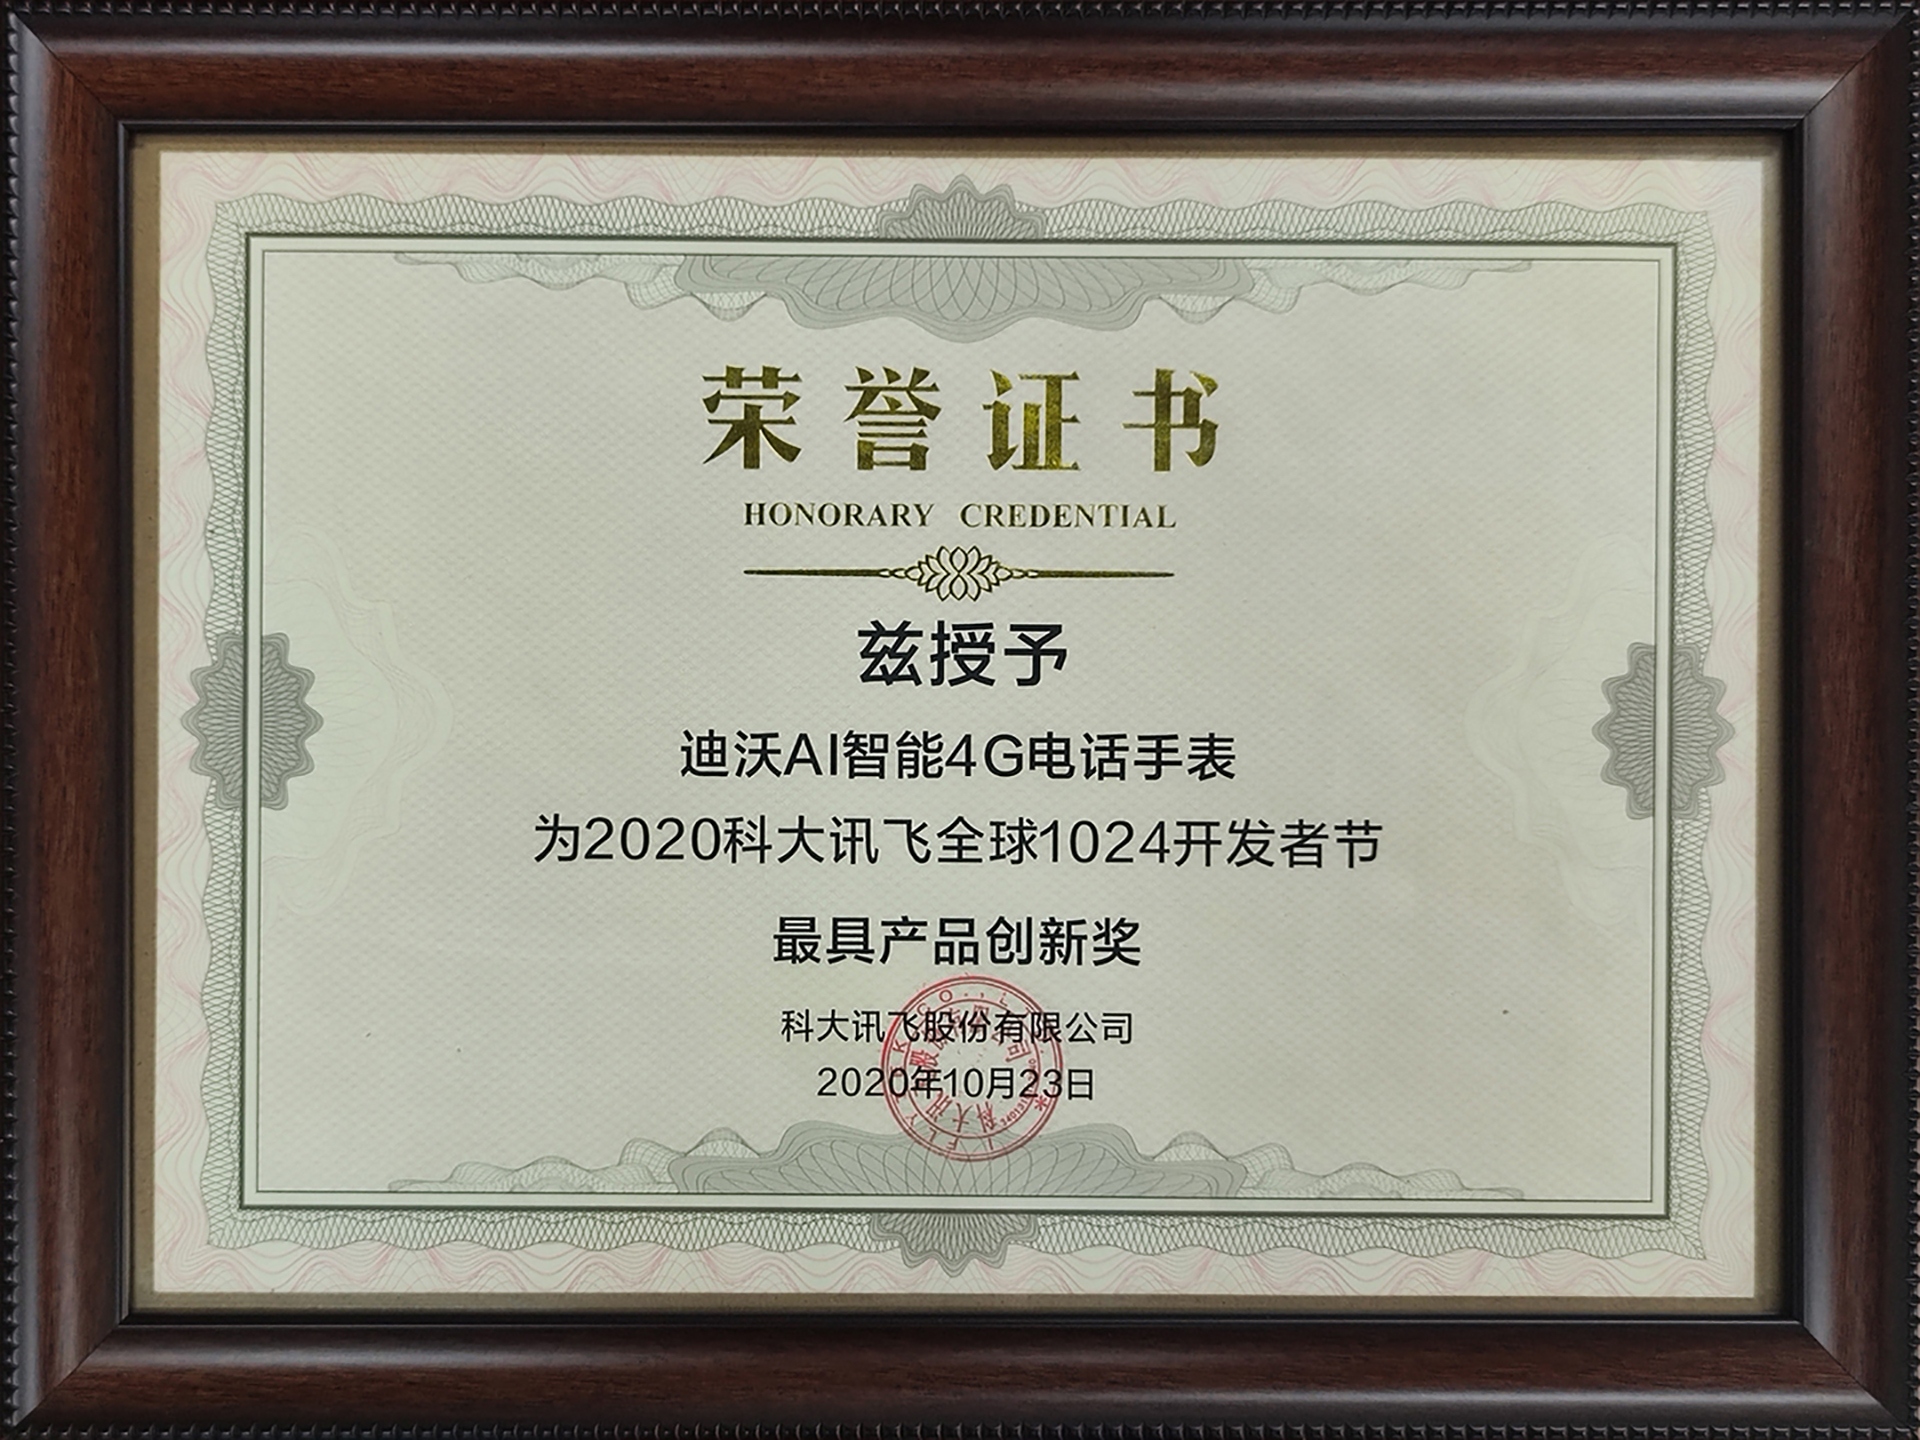 荣誉证书
HONORARY CREDENTIAL
兹授予
迪沃AI智能4G电话手表
为2020科大讯飞全球1024开发者节
最具产品创新奖
科大讯飞股份有限公司
2020年10月23日